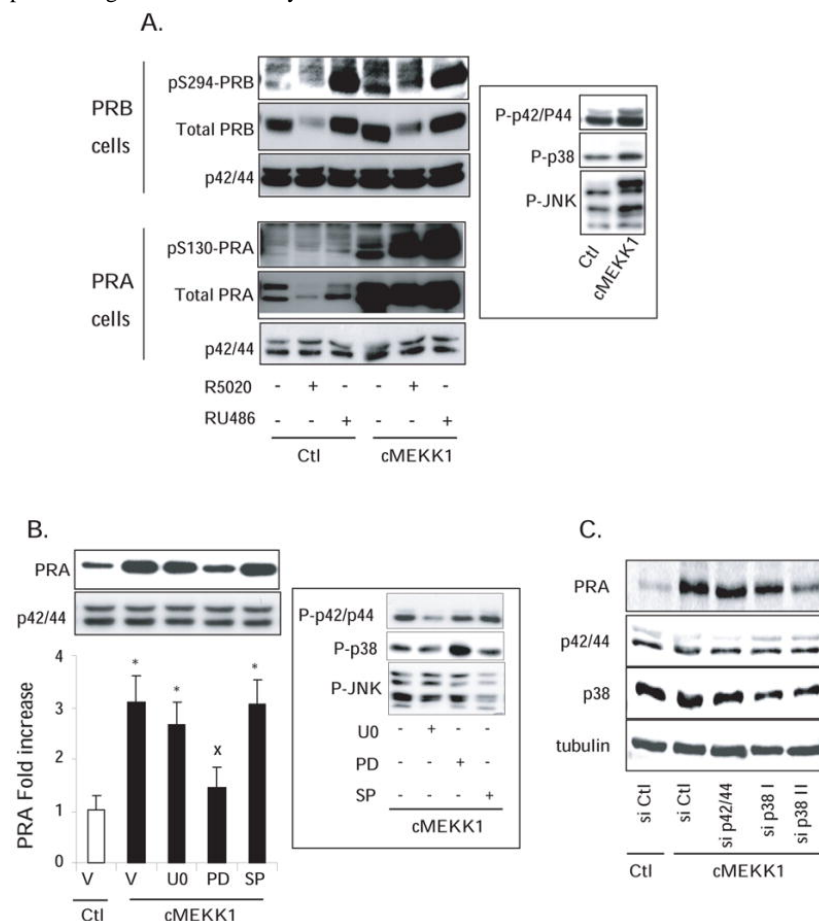 A.
PRB
cells
pS294-PRB
Total PRB
p42/44
PRA
cells
pS130-PRA
Total PRA
p42/44
R5020 - + - - + -
RU486 - - + - - +
Ctl cMEKK1
P-p42/P44
P-p38
P-JNK
Ctl cMEKK1
B.
PRA
p42/44
PRA Fold increase
4
3
2
1
0
* * x *
V V U0 PD SP
Ctl cMEKK1
P-p42/p44
P-p38
P-JNK
U0 - + - -
PD - - + -
SP - - - +
cMEKK1
C.
PRA
p42/44
p38
tubulin
si Ctl si Ctl si p42/44 si p38 I si p38 II
Ctl cMEKK1